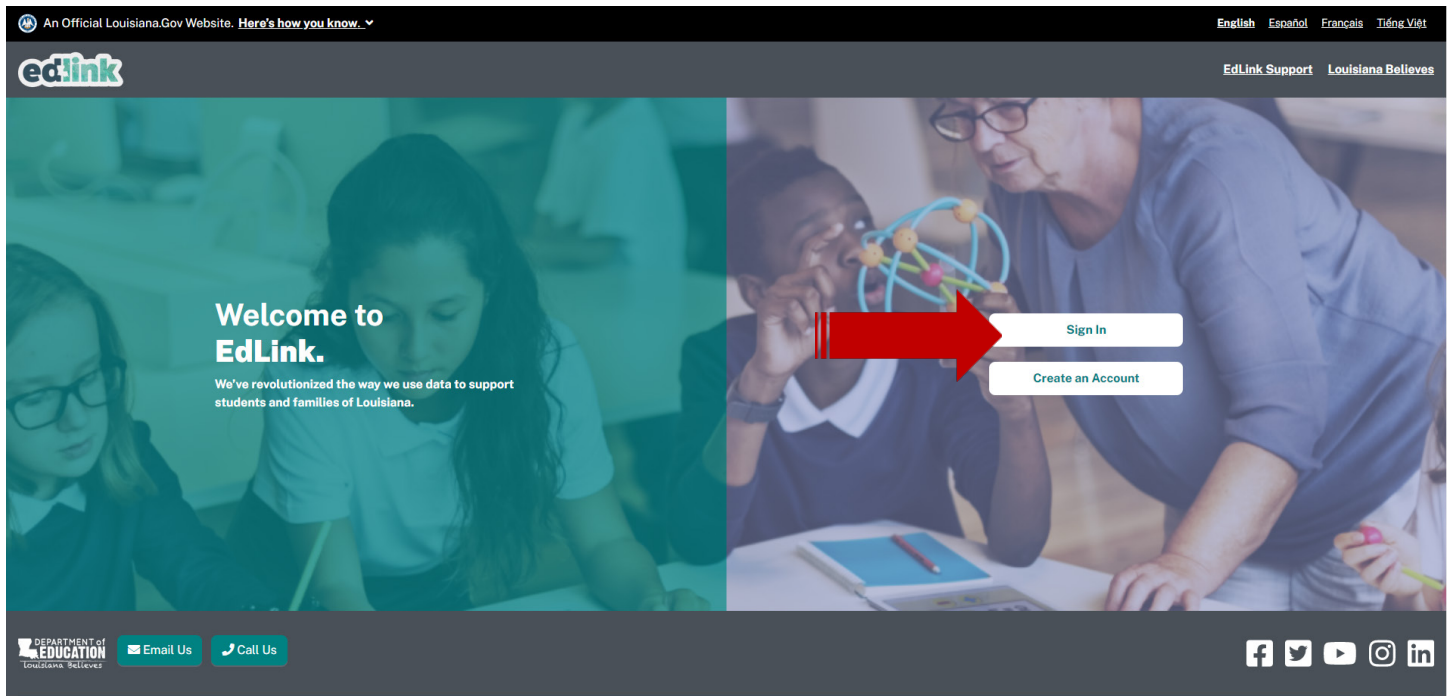 An Official Louisiana.Gov Website. Here's how you know.
English Español Français Tiếng Việt
edlink
EdLink Support Louisiana Believes
Welcome to
EdLink.
We've revolutionized the way we use data to support
students and families of Louisiana.
Sign In
Create an Account
DEPARTMENT of
EDUCATION
Louisiana Believes
Email Us
Call Us